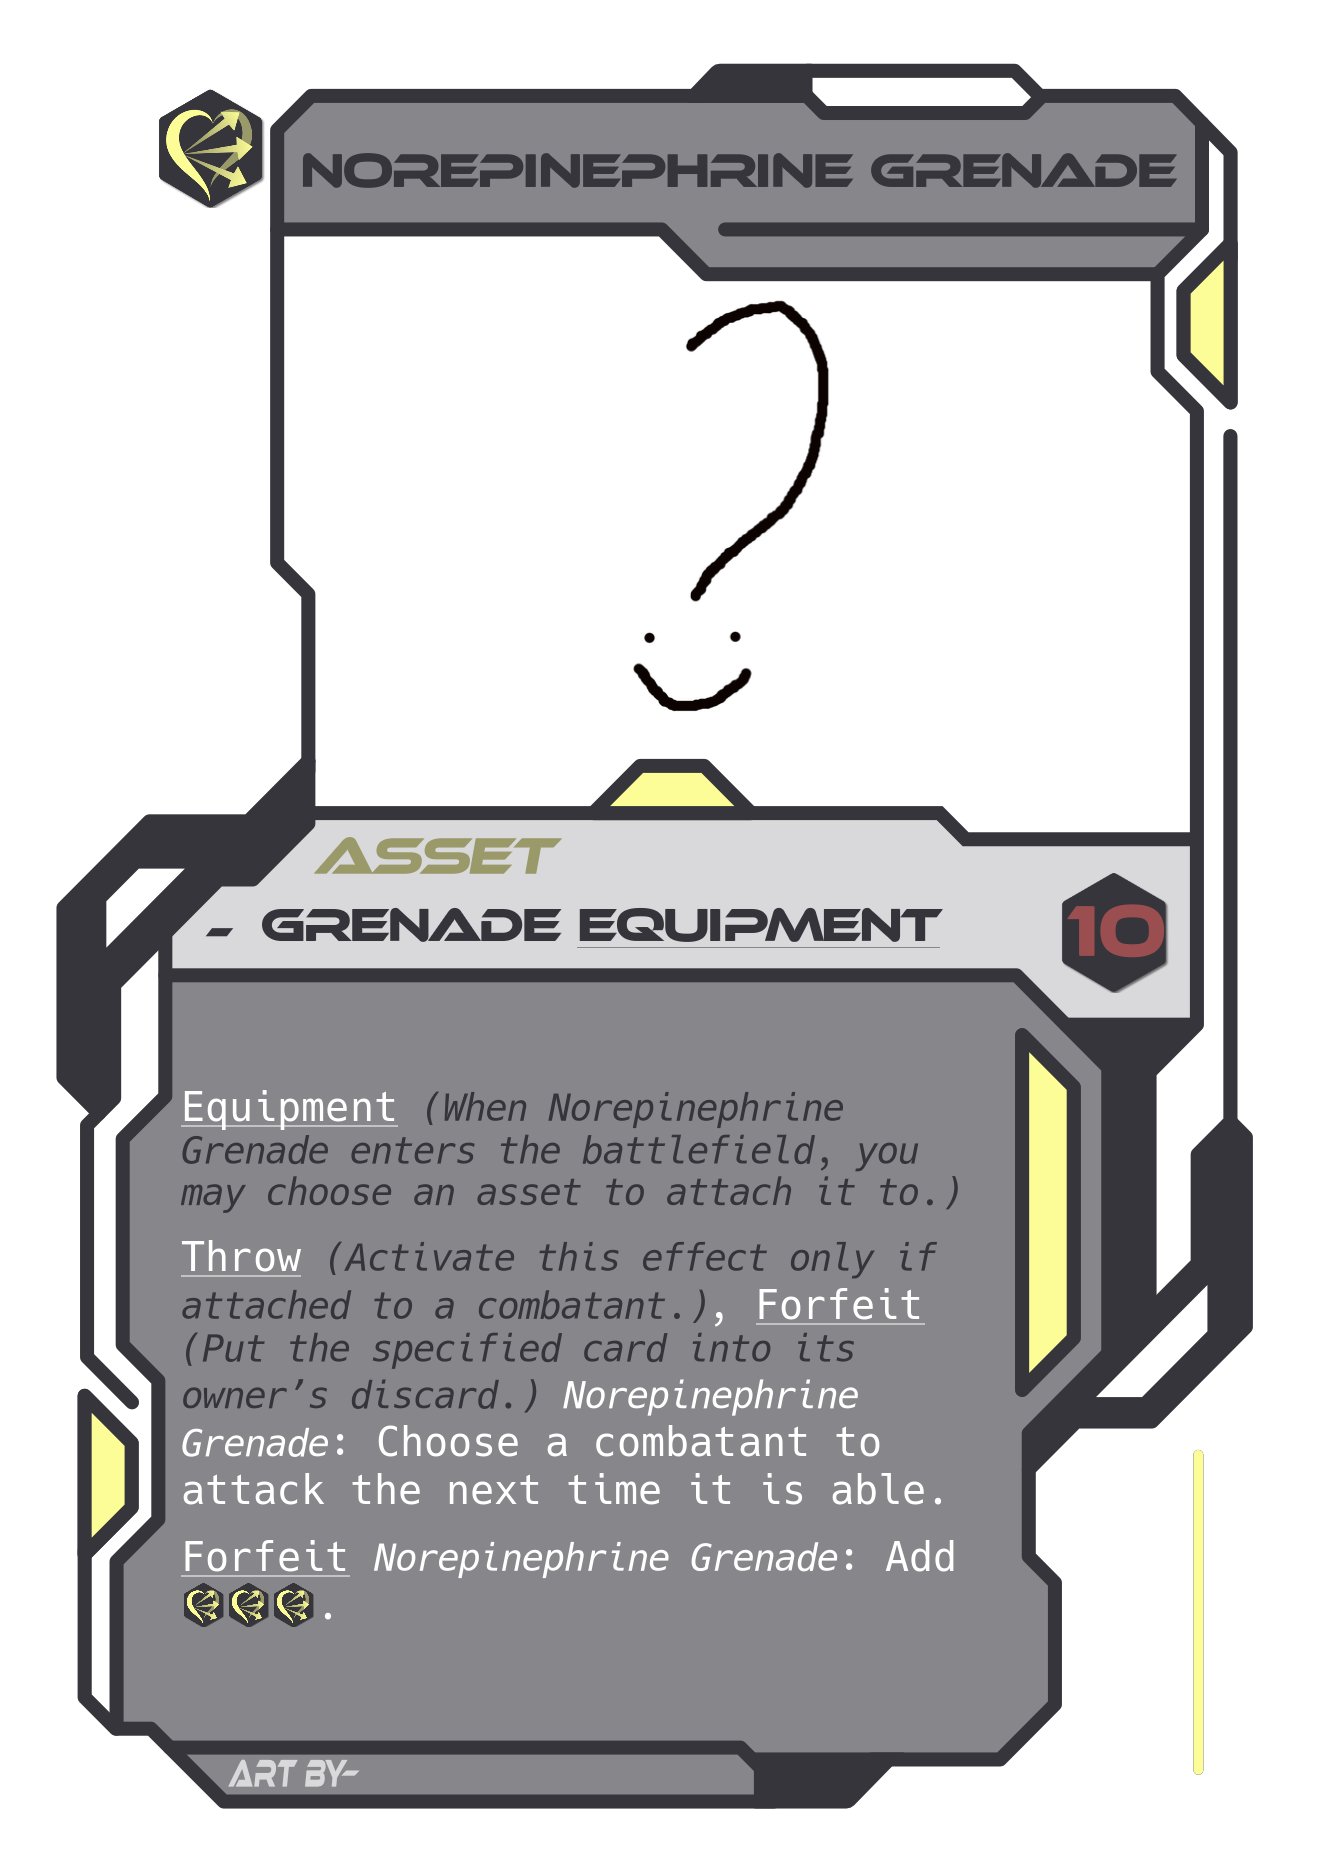 NOREPINEPHRINE GRENADE
ASSET
- GRENADE EQUIPMENT
10
Equipment (When Norepinephrine
Grenade enters the battlefield, you
may choose an asset to attach it to.)
Throw (Activate this effect only if
attached to a combatant.), Forfeit
(Put the specified card into its
owner’s discard.) Norepinephrine
Grenade: Choose a combatant to
attack the next time it is able.
Forfeit Norepinephrine Grenade: Add
.
ART BY-